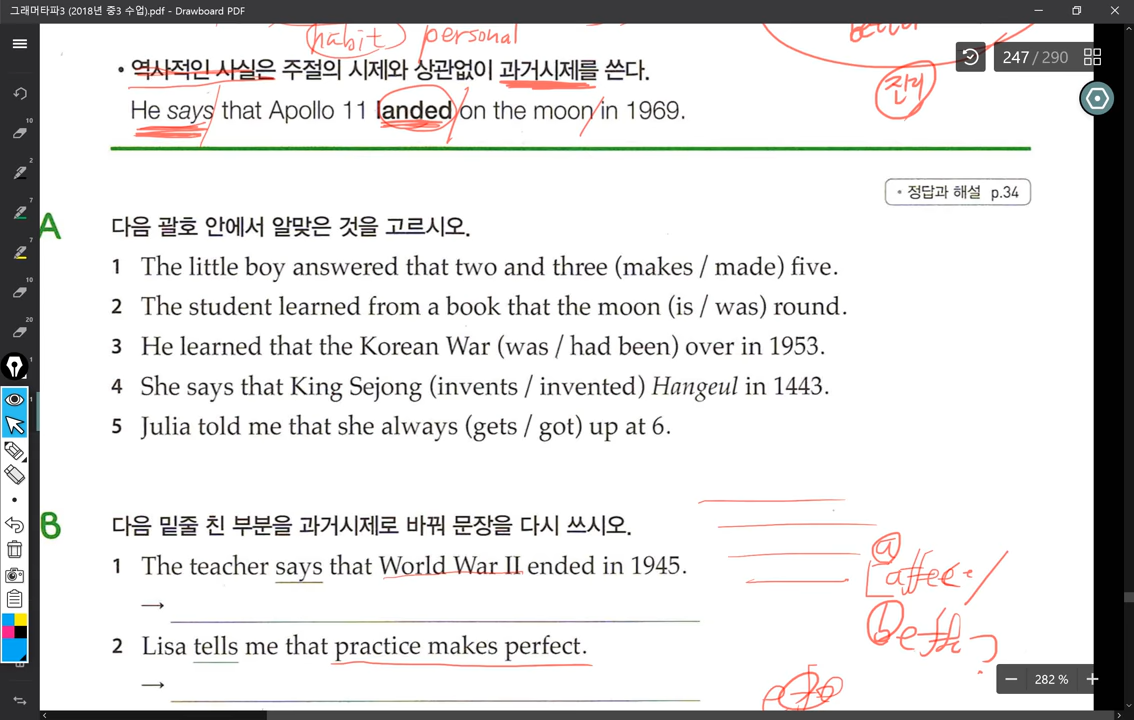 그래머타파3 (2018년 중3 수업).pdf - Drawboard PDF
habit personal
247 / 290
• 역사적인 사실은 주절의 시제와 상관없이 과거시제를 쓴다.
He says that Apollo 11 landed on the moon in 1969.
• 정답과 해설 p.34
A 다음 괄호 안에서 알맞은 것을 고르시오.
1 The little boy answered that two and three (makes / made) five.
2 The student learned from a book that the moon (is / was) round.
3 He learned that the Korean War (was / had been) over in 1953.
4 She says that King Sejong (invents / invented) Hangeul in 1443.
5 Julia told me that she always (gets / got) up at 6.
B 다음 밑줄 친 부분을 과거시제로 바꿔 문장을 다시 쓰시오.
1 The teacher says that World War II ended in 1945.
→
2 Lisa tells me that practice makes perfect.
→
282 %
10
2
7
7
10
20
1
1